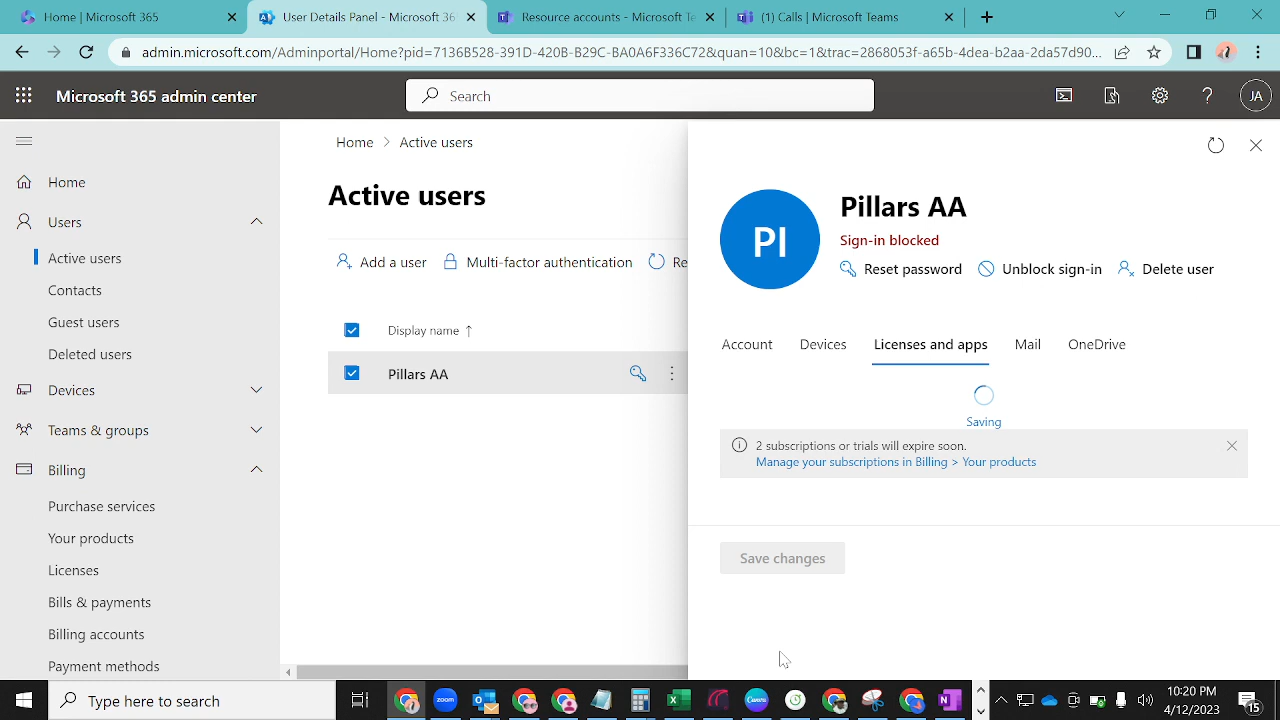 Home | Microsoft 365
User Details Panel - Microsoft 36
Resource accounts - Microsoft Te
(1) Calls | Microsoft Teams
admin.microsoft.com/Adminportal/Home?pid=7136B528-391D-420B-B29C-BA0A6F336C72&quan=10&bc=1&trac=2868053f-a65b-4dea-b2aa-2da57d90...
Microsoft 365 admin center
Search
JA
Home
Users
Active users
Contacts
Guest users
Deleted users
Devices
Teams & groups
Billing
Purchase services
Your products
Licenses
Bills & payments
Billing accounts
Payment methods
Home > Active users
Active users
Add a user
Multi-factor authentication
Re
Display name ↑
Pillars AA
PI
Pillars AA
Sign-in blocked
Reset password
Unblock sign-in
Delete user
Account
Devices
Licenses and apps
Mail
OneDrive
Saving
2 subscriptions or trials will expire soon.
Manage your subscriptions in Billing > Your products
Save changes
Type here to search
zoom
Canva
10:20 PM
4/12/2023
15